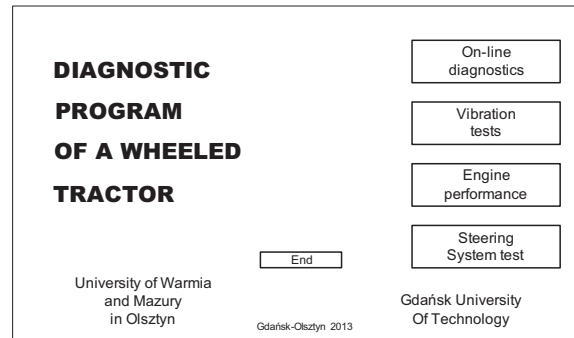 DIAGNOSTIC
PROGRAM
OF A WHEELED
TRACTOR
On-line
diagnostics
Vibration
tests
Engine
performance
Steering
System test
End
University of Warmia
and Mazury
in Olsztyn
Gdańsk-Olsztyn 2013
Gdańsk University
Of Technology